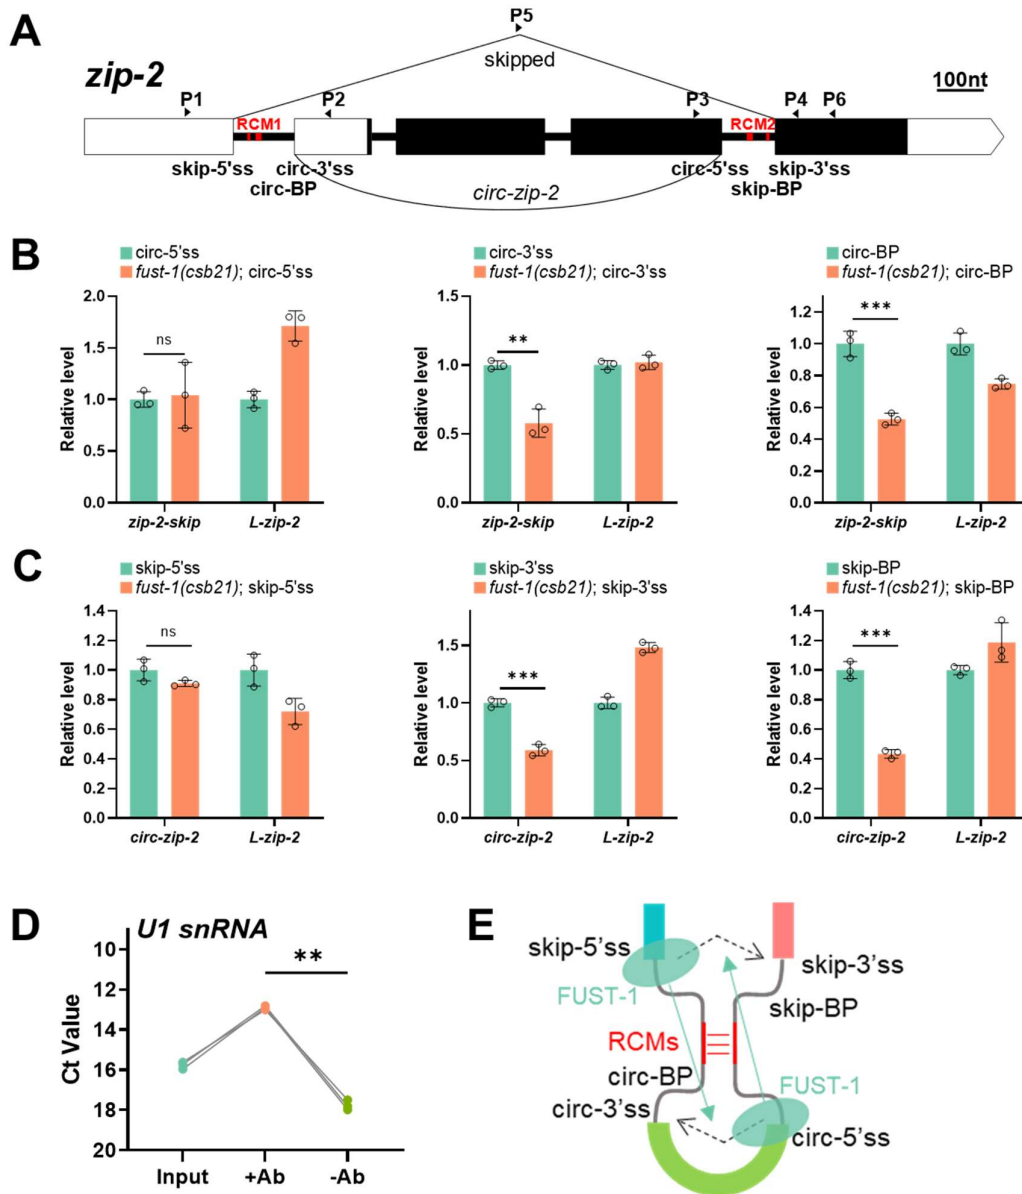 A
P5
skipped
zip-2
100nt
P1 P2 P3 P4 P6
RCM1 RCM2
skip-5'ss circ-3'ss circ-5'ss skip-3'ss
circ-BP skip-BP
circ-zip-2
B
circ-5'ss
fust-1(csb21); circ-5'ss
Relative level
2.0
1.5
1.0
0.5
0.0
ns
zip-2-skip L-zip-2
circ-3'ss
fust-1(csb21); circ-3'ss
Relative level
1.5
1.0
0.5
0.0
**
zip-2-skip L-zip-2
circ-BP
fust-1(csb21); circ-BP
Relative level
1.2
1.0
0.8
0.6
0.4
0.2
0.0
***
zip-2-skip L-zip-2
C
skip-5'ss
fust-1(csb21); skip-5'ss
Relative level
1.4
1.2
1.0
0.8
0.6
0.4
0.2
0.0
ns
circ-zip-2 L-zip-2
skip-3'ss
fust-1(csb21); skip-3'ss
Relative level
1.5
1.0
0.5
0.0
***
circ-zip-2 L-zip-2
skip-BP
fust-1(csb21); skip-BP
Relative level
1.4
1.2
1.0
0.8
0.6
0.4
0.2
0.0
***
circ-zip-2 L-zip-2
D
U1 snRNA
Ct Value
10
12
14
16
18
20
**
Input +Ab -Ab
E
skip-5'ss
skip-3'ss
FUST-1
skip-BP
RCMs
circ-BP
FUST-1
circ-3'ss
circ-5'ss